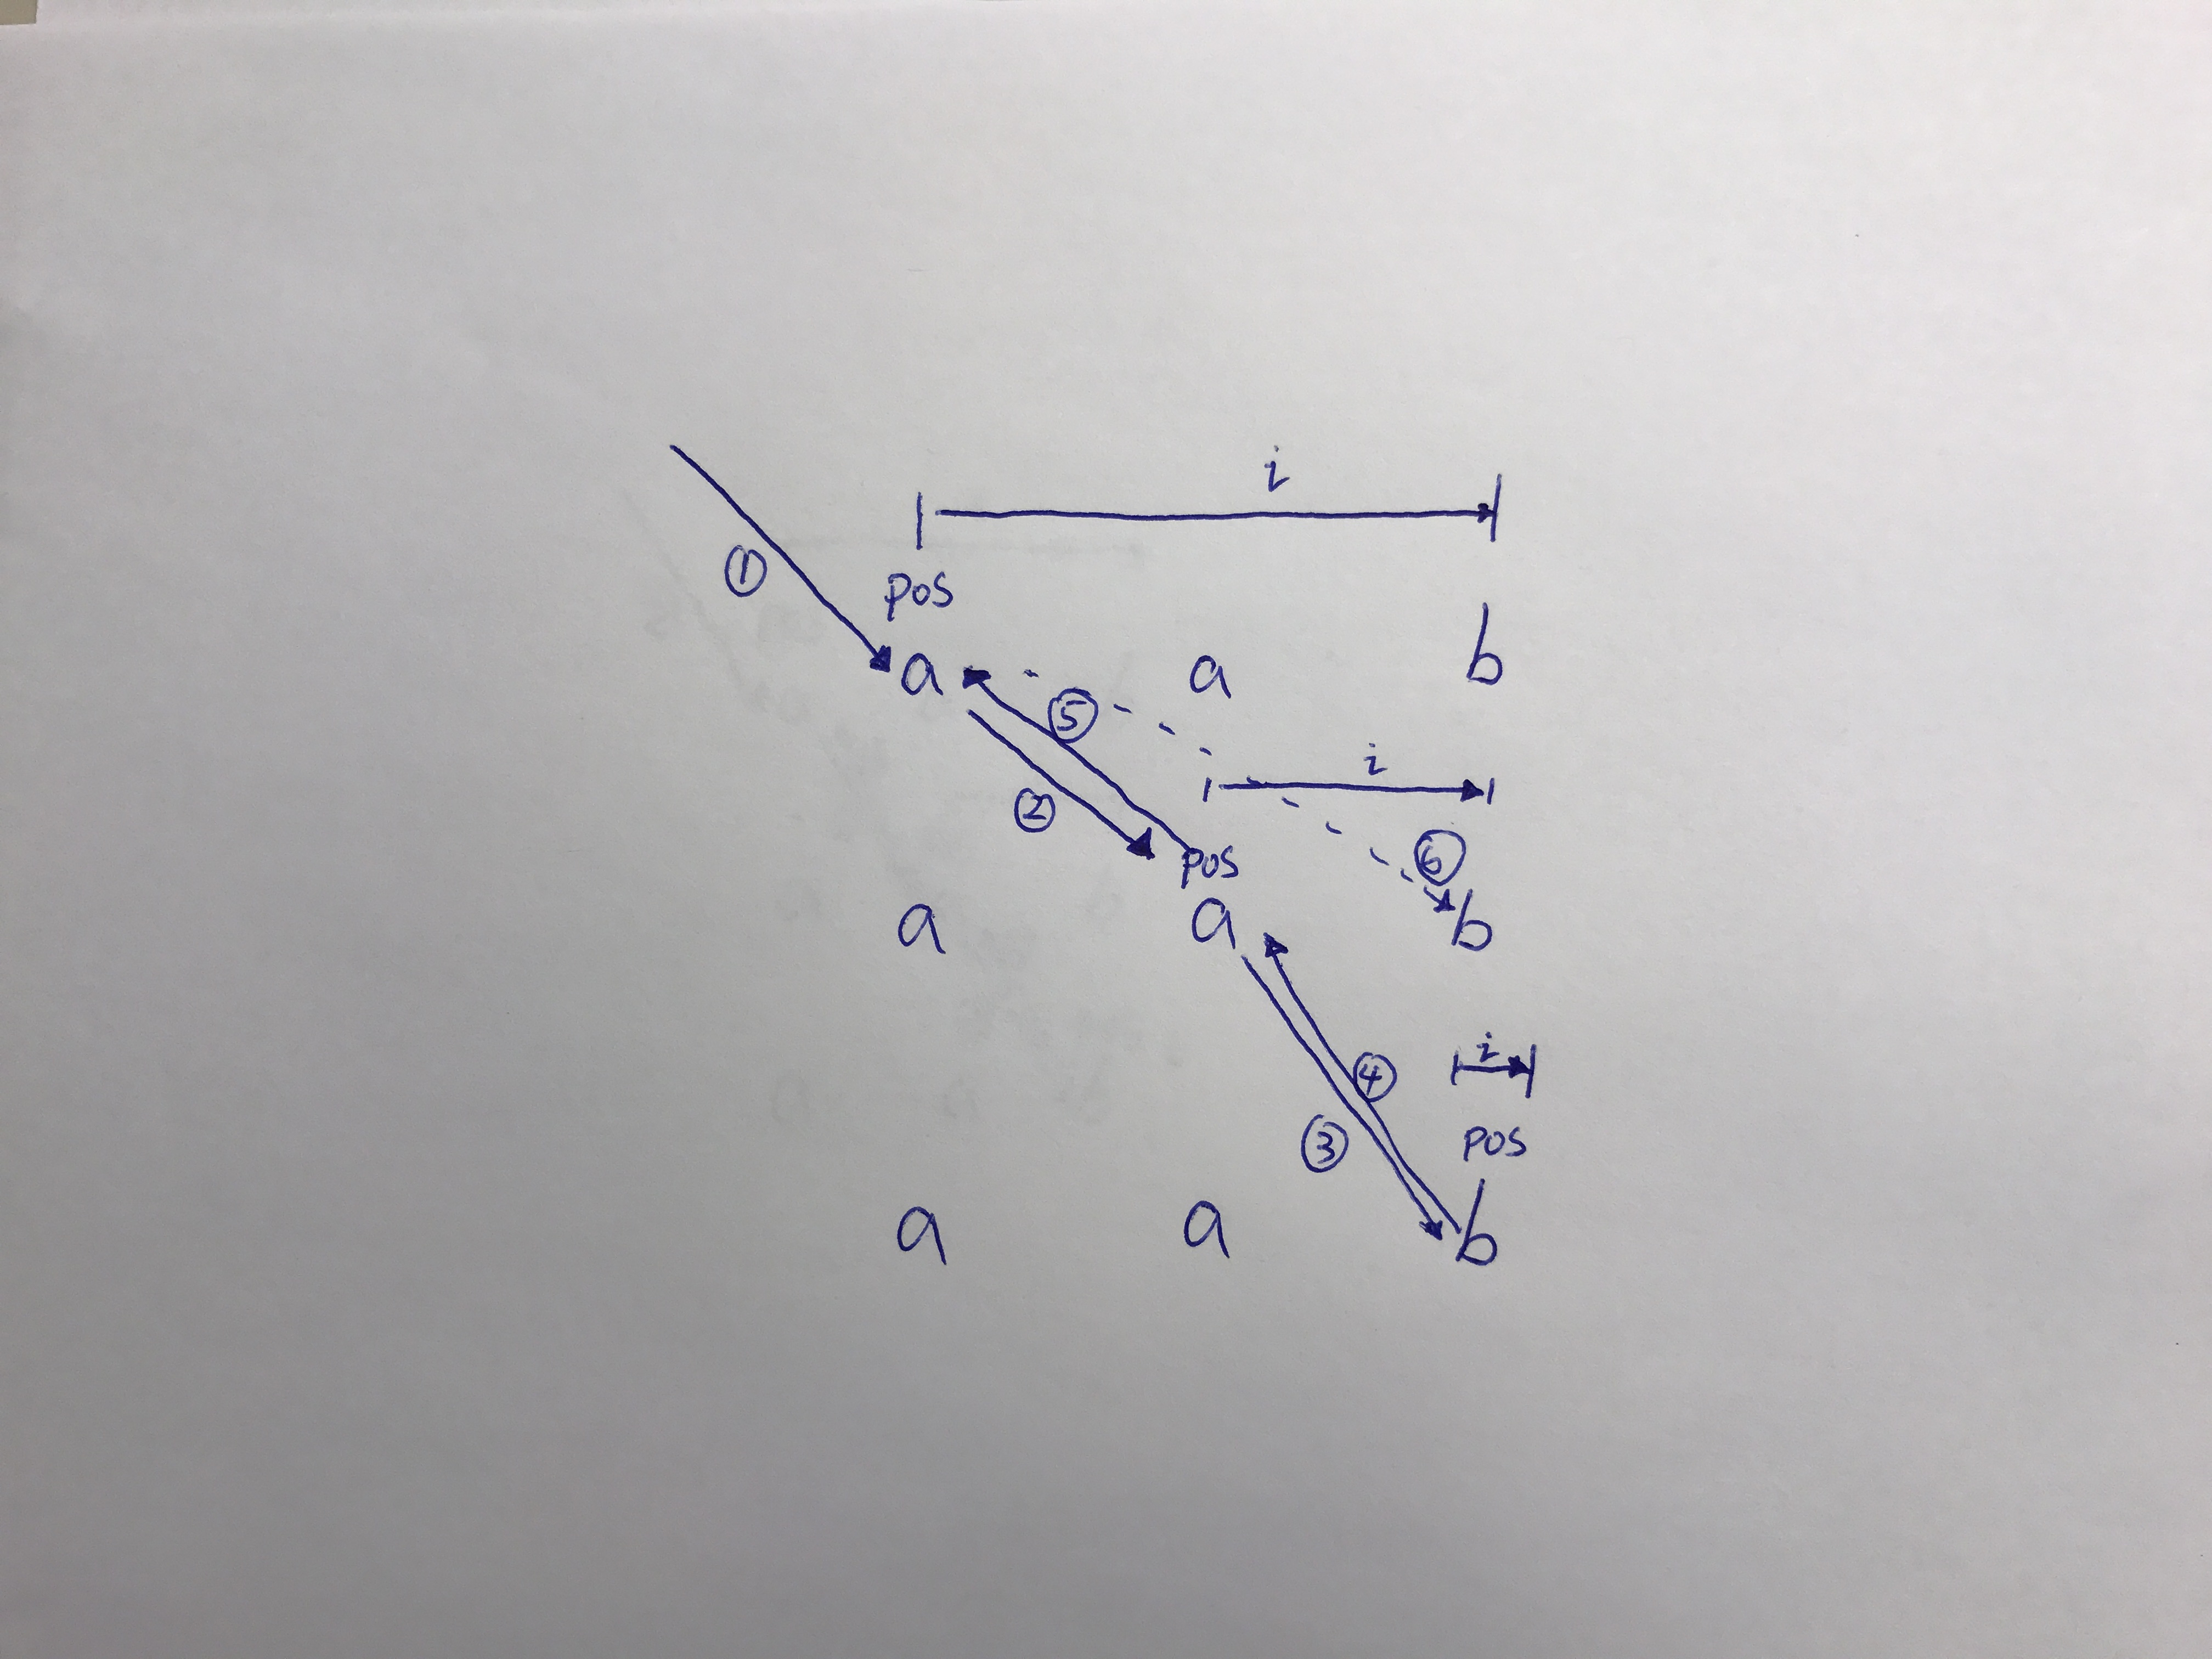 i
① pos
a a b
⑤
i
②
pos ⑥
a a b
④ i
③ pos
a a b